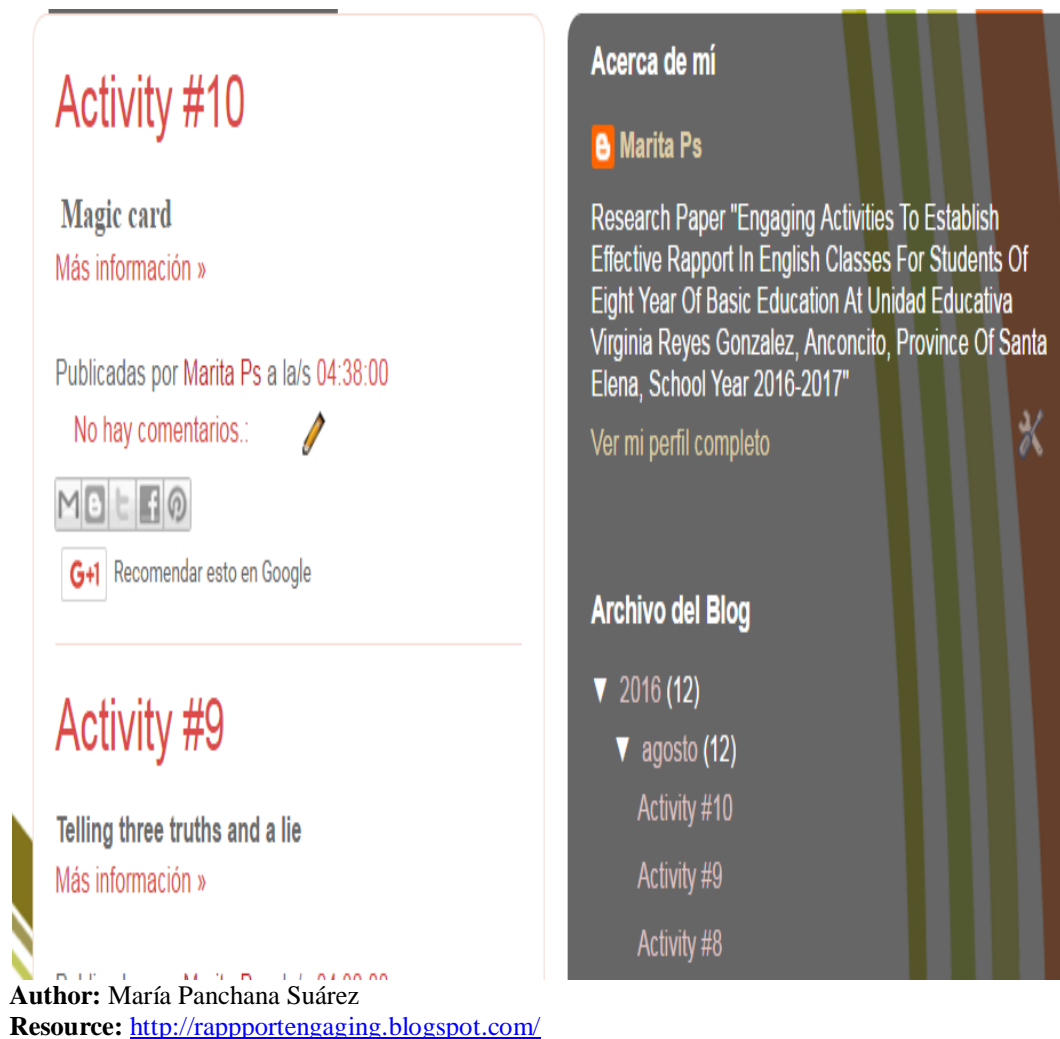 Activity #10
Magic card
Más información »
Publicadas por Marita Ps a la/s 04:38:00
No hay comentarios.:
G+1 Recomendar esto en Google
Activity #9
Telling three truths and a lie
Más información »
Acerca de mí
Marita Ps
Research Paper "Engaging Activities To Establish
Effective Rapport In English Classes For Students Of
Eight Year Of Basic Education At Unidad Educativa
Virginia Reyes Gonzalez, Anconcito, Province Of Santa
Elena, School Year 2016-2017"
Ver mi perfil completo
Archivo del Blog
▼ 2016 (12)
▼ agosto (12)
Activity #10
Activity #9
Activity #8
Author: María Panchana Suárez
Resource: http://rappportengaging.blogspot.com/